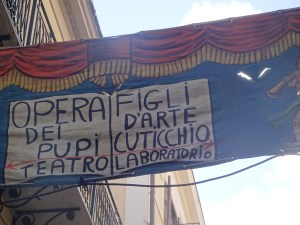 OPERA
DEI
PUPI
TEATRO
FIGLI
D'ARTE
CUTICCHIO
LABORATORIO